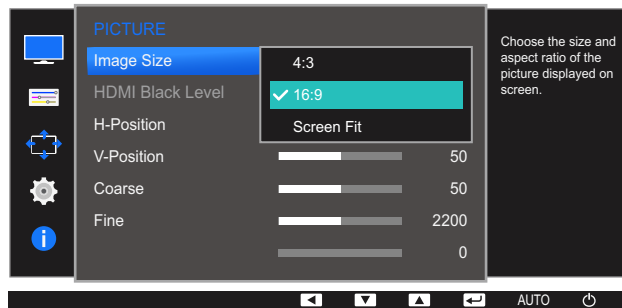 PICTURE
Image Size
4:3
Choose the size and
aspect ratio of the
picture displayed on
screen.
HDMI Black Level
16:9
H-Position
Screen Fit
V-Position 50
Coarse 50
Fine 2200
0
AUTO